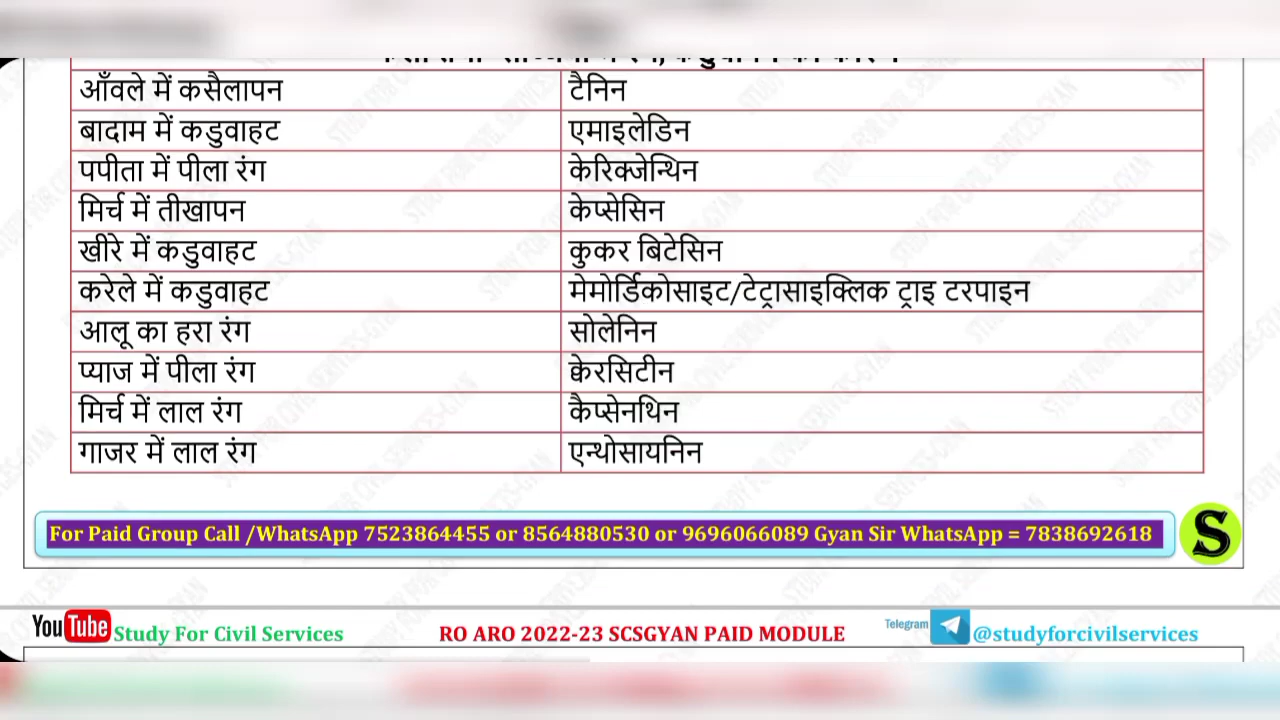 आँवले में कसैलापन टैनिन
बादाम में कडुवाहट एमाइलेडिन
पपीता में पीला रंग केरिक्जेन्थिन
मिर्च में तीखापन केप्सेसिन
खीरे में कडुवाहट कुकर बिटेसिन
करेले में कडुवाहट मेमोर्डिकोसाइट/टेट्रासाइक्लिक ट्राइ टरपाइन
आलू का हरा रंग सोलेनिन
प्याज में पीला रंग क्वेरसिटीन
मिर्च में लाल रंग कैप्सेनथिन
गाजर में लाल रंग एन्थोसायनिन
For Paid Group Call /WhatsApp 7523864455 or 8564880530 or 9696066089 Gyan Sir WhatsApp = 7838692618
S
YouTube Study For Civil Services RO ARO 2022-23 SCSGYAN PAID MODULE Telegram @studyforcivilservices